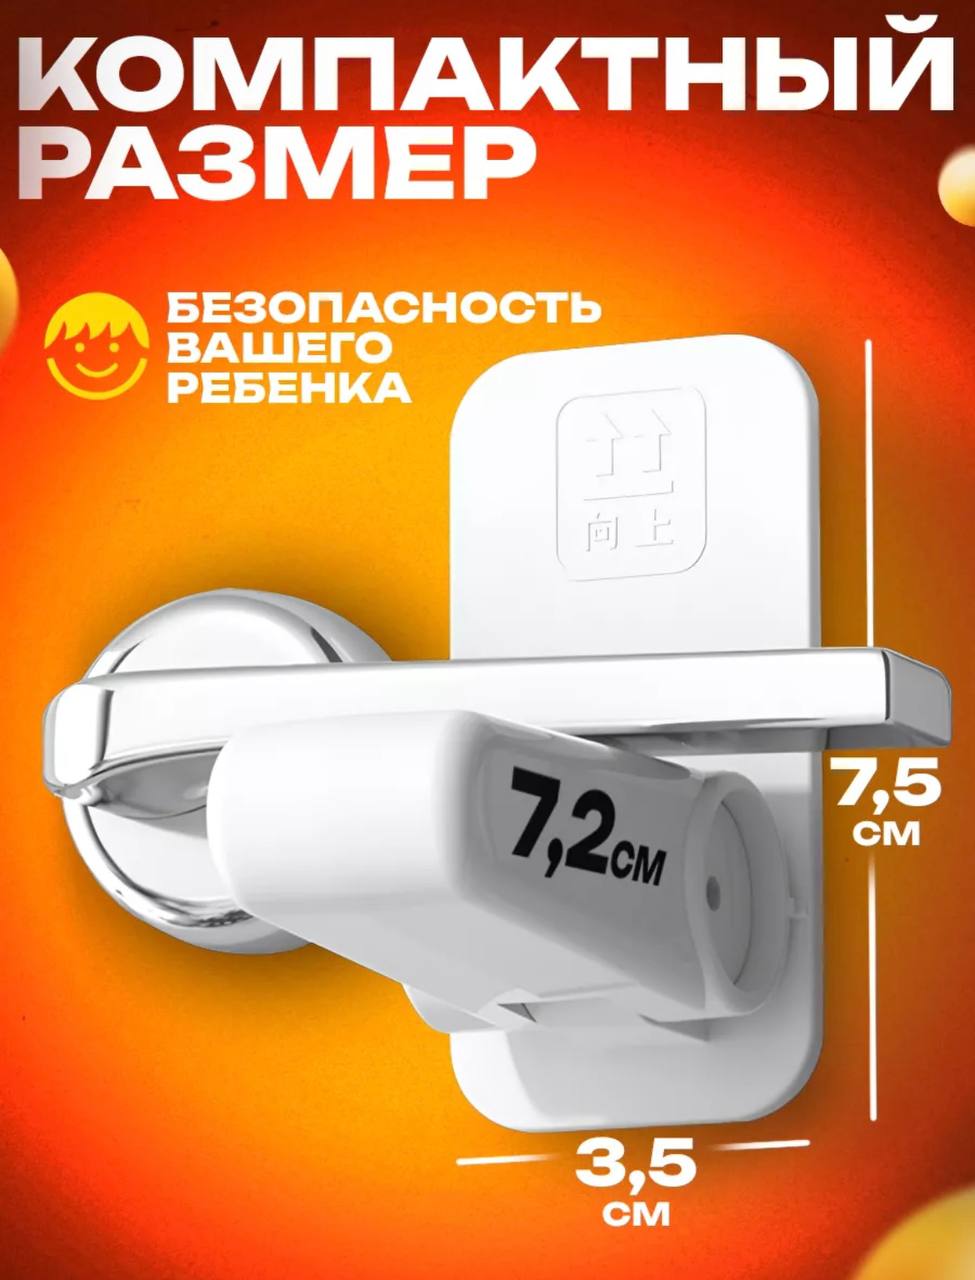 КОМПАКТНЫЙ
РАЗМЕР
БЕЗОПАСНОСТЬ
ВАШЕГО
РЕБЕНКА
向上
7,2см
7,5
см
3,5
см